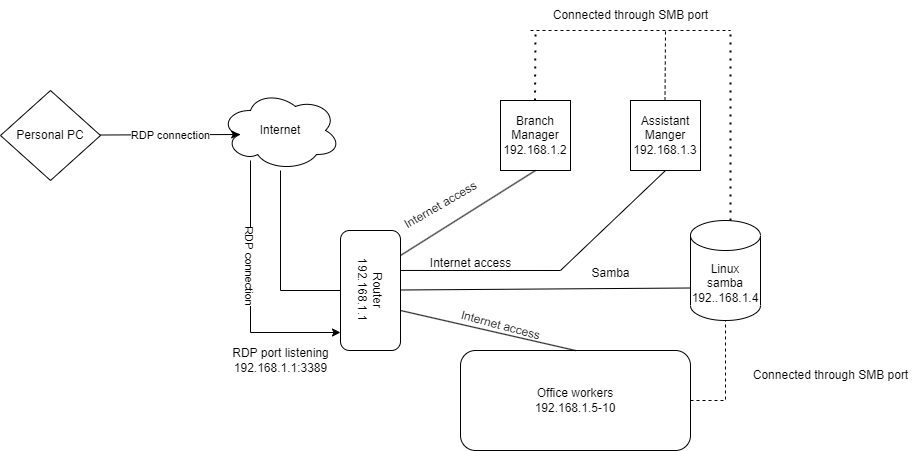 Connected through SMB port
Personal PC
RDP connection
Internet
Branch
Manager
192.168.1.2
Assistant
Manger
192.168.1.3
Internet access
RDP connection
Router
192.168.1.1
Internet access
Samba
Linux
samba
192..168.1.4
Internet access
RDP port listening
192.168.1.1:3389
Connected through SMB port
Office workers
192.168.1.5-10